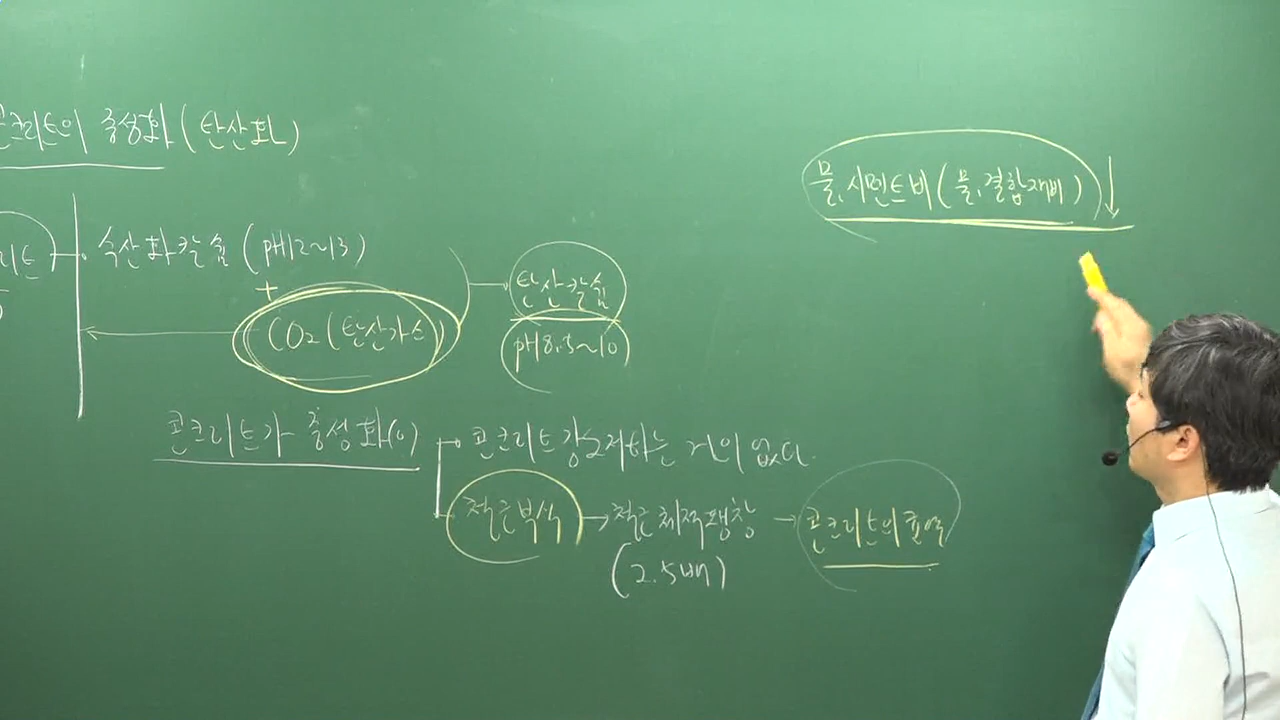 콘크리트의 중성화 (탄산화)
수산화칼슘 (pH12~13)
+
CO₂ (탄산가스)
탄산칼슘
pH8.5~10
콘크리트가 중성화(이)
콘크리트강도저하는 거의 없다.
철근부식 → 철근체적팽창 → 콘크리트의 균열
(2.5배)
물·시멘트비 (물·결합재비) ↓